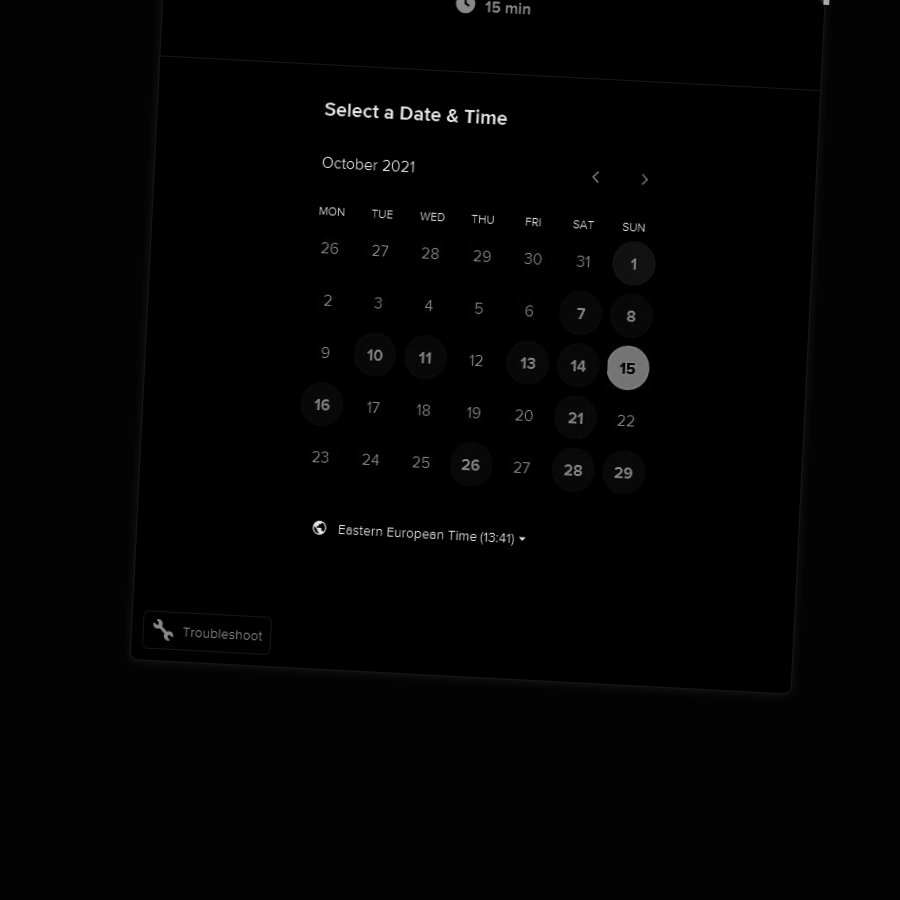 15 min
Select a Date & Time
October 2021
MON TUE WED THU FRI SAT SUN
26 27 28 29 30 31 1
2 3 4 5 6 7 8
9 10 11 12 13 14 15
16 17 18 19 20 21 22
23 24 25 26 27 28 29
Eastern European Time (13:41)
Troubleshoot